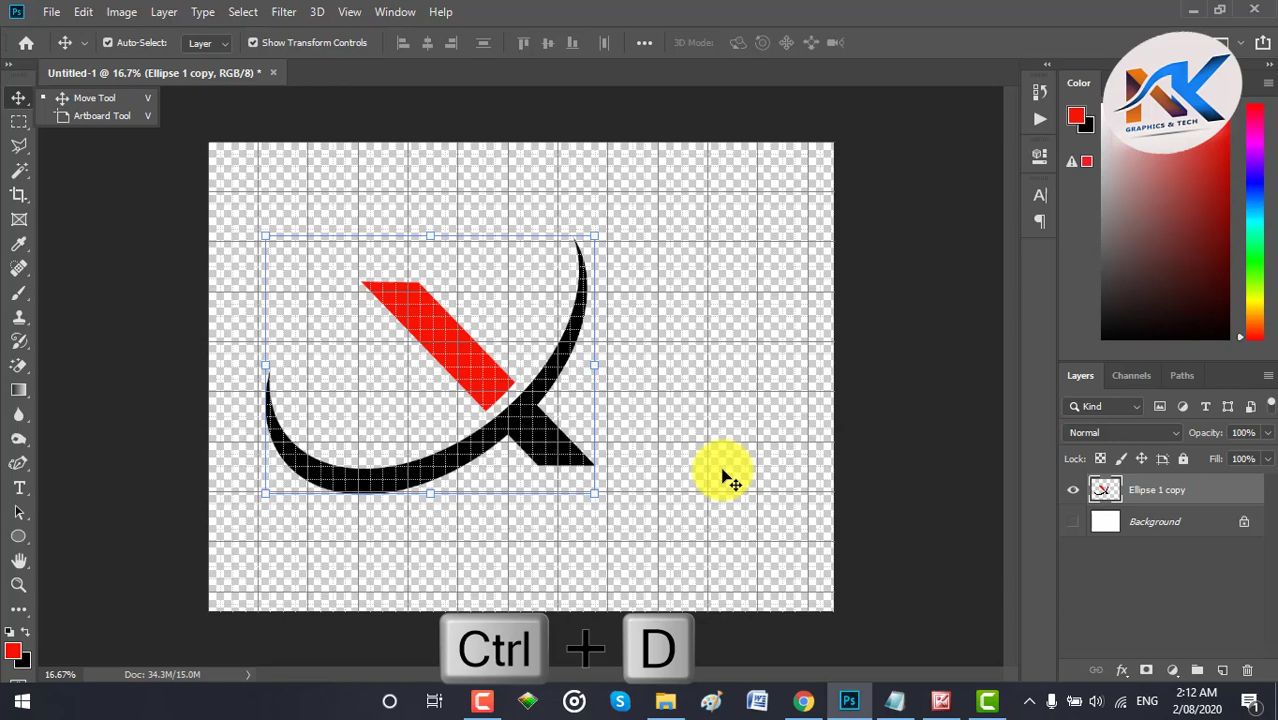 Ps File Edit Image Layer Type Select Filter 3D View Window Help
Auto-Select: Layer Show Transform Controls 3D Mode:
Untitled-1 @ 16.7% (Ellipse 1 copy, RGB/8) *
Move Tool V
Artboard Tool V
Color
GRAPHICS & TECH
Layers Channels Paths
Kind
Normal Opacity: 100%
Lock: Fill: 100%
Ellipse 1 copy
Background
Ctrl + D
16.67% Doc: 34.3M/15.0M
ENG
2:12 AM
2/08/2020